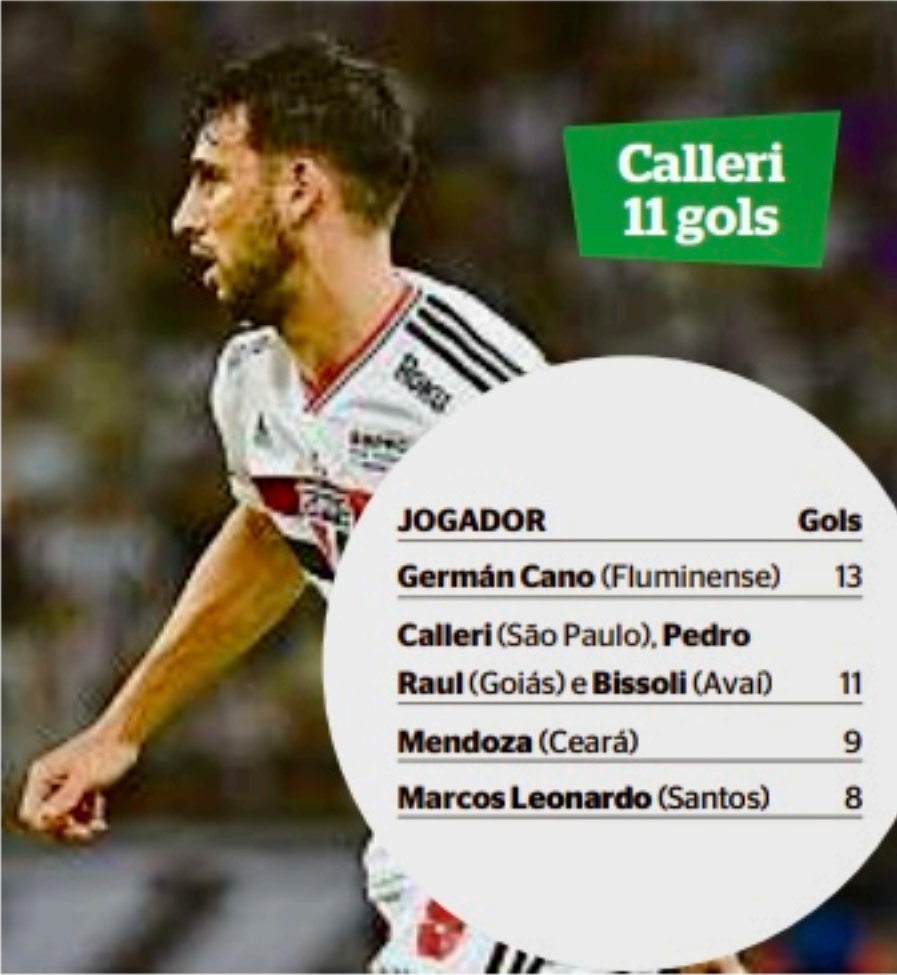 Calleri
11 gols
Roku
JOGADOR Gols
Germán Cano (Fluminense) 13
Calleri (São Paulo), Pedro
Raul (Goiás) e Bissoli (Avaí) 11
Mendoza (Ceará) 9
Marcos Leonardo (Santos) 8